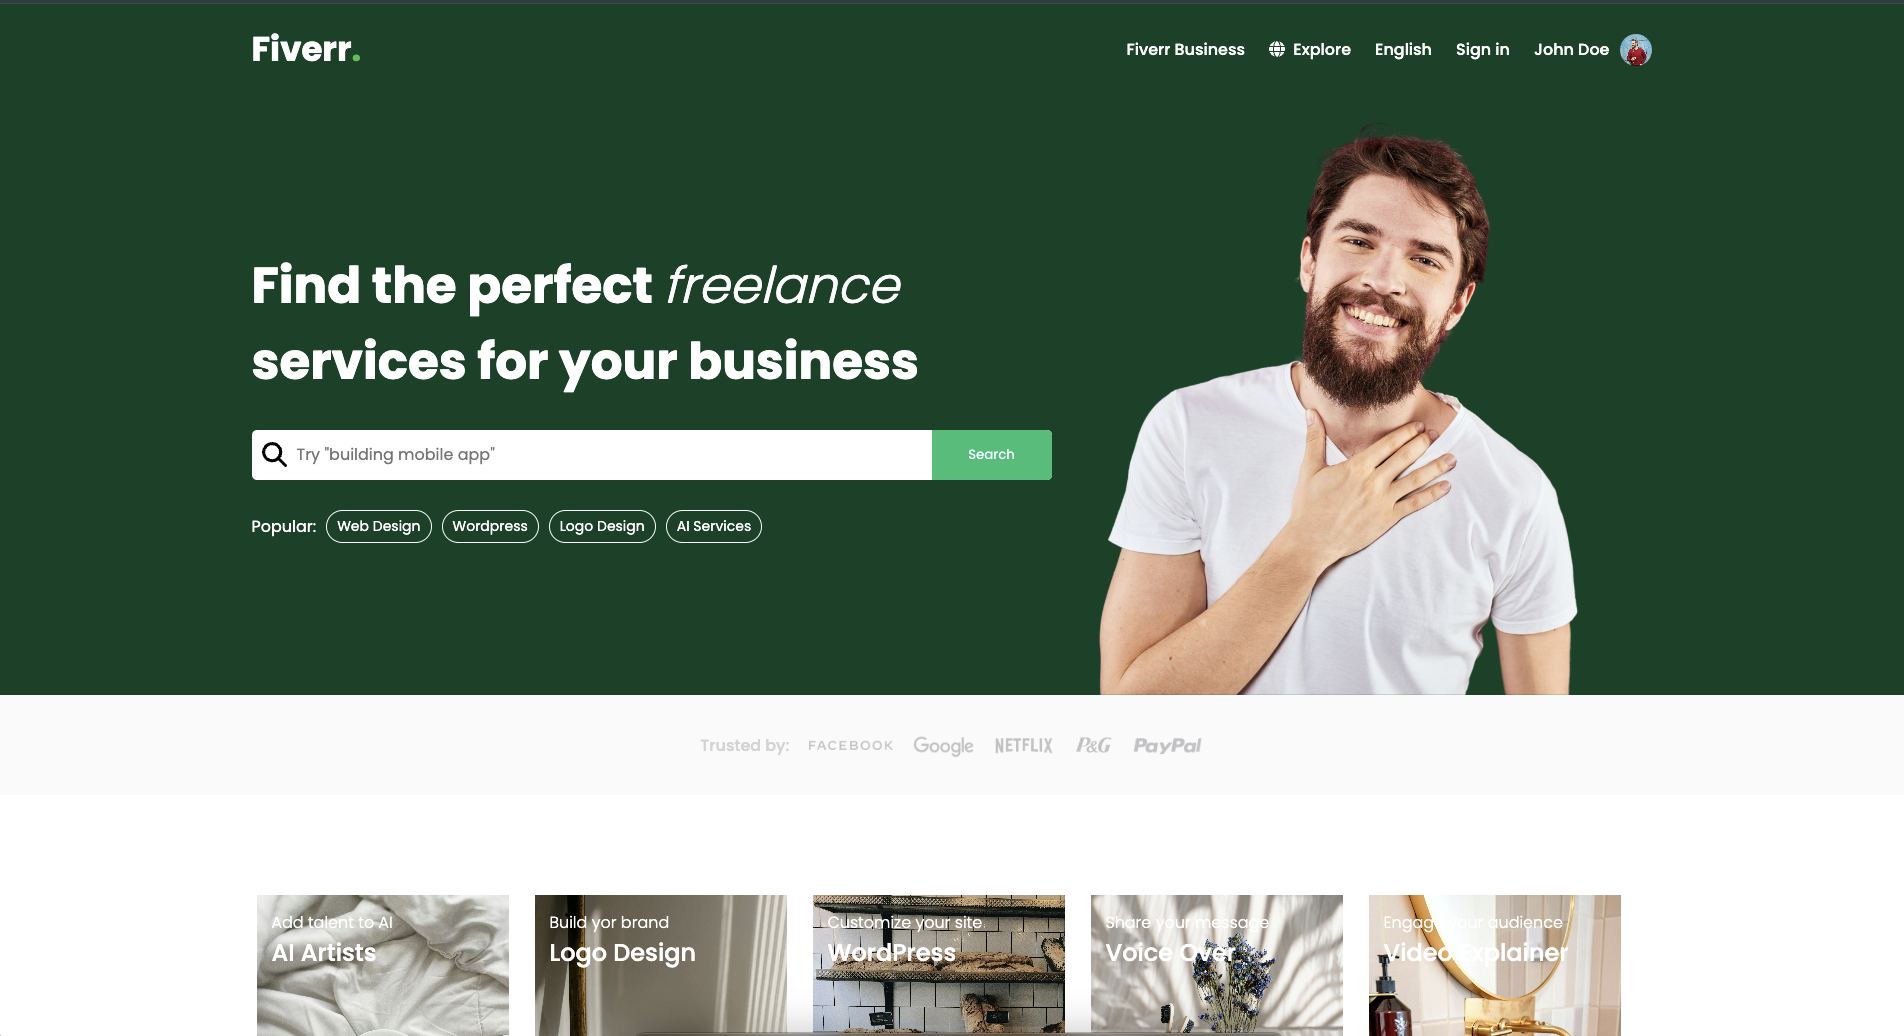 Fiverr.
Fiverr Business Explore English Sign in John Doe
Find the perfect freelance
services for your business
Try "building mobile app"
Search
Popular: Web Design Wordpress Logo Design AI Services
Trusted by: FACEBOOK Google NETFLIX P&G PayPal
Add talent to AI
AI Artists
Build yor brand
Logo Design
Customize your site
WordPress
Share your message
Voice Over
Engage your audience
Video Explainer